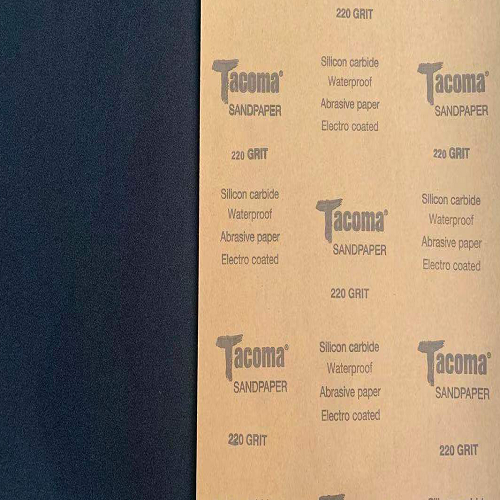 220 GRIT
Tacoma®
SANDPAPER
220 GRIT
Silicon carbide
Waterproof
Abrasive paper
Electro coated
Tacoma®
SANDPAPER
220 GRIT
Silicon carbide
Waterproof
Abrasive paper
Electro coated
Tacoma®
SANDPAPER
220 GRIT
Silicon carbide
Waterproof
Abrasive paper
Electro coated
Tacoma®
SANDPAPER
220 GRIT
Silicon carbide
Waterproof
Abrasive paper
Electro coated
Tacoma®
SANDPAPER
220 GRIT